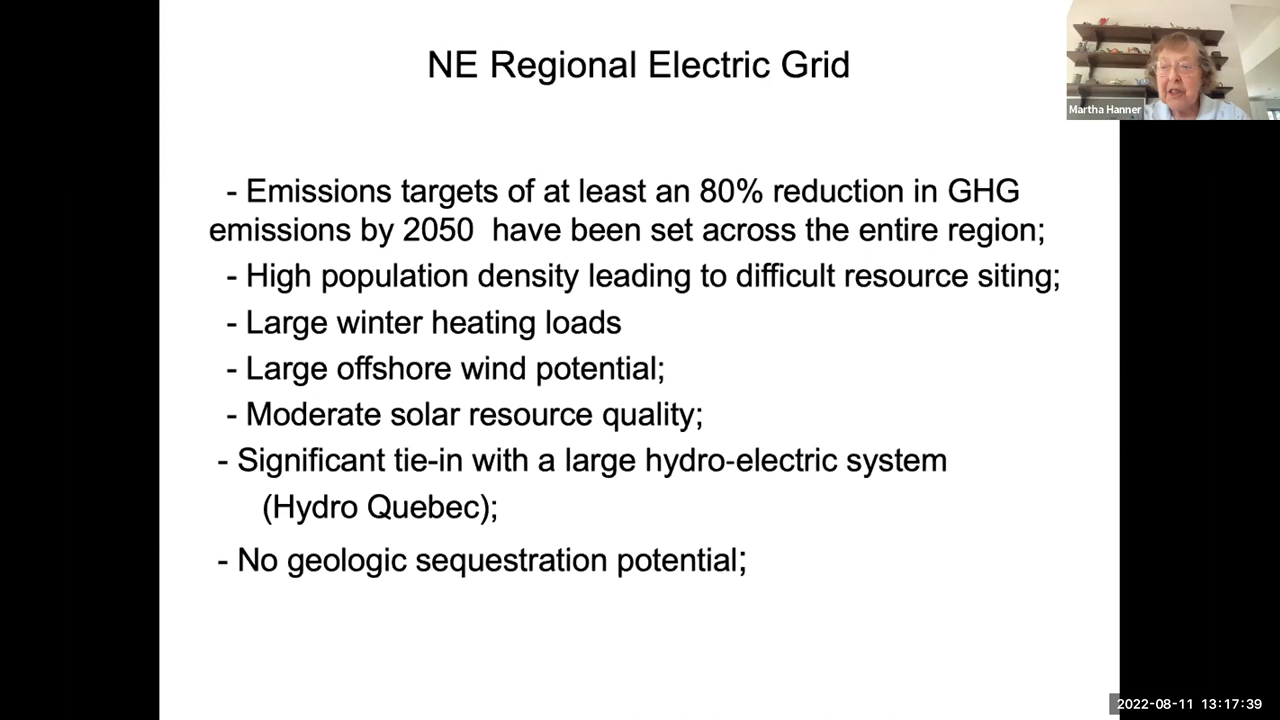 NE Regional Electric Grid
Martha Hanner
- Emissions targets of at least an 80% reduction in GHG
emissions by 2050  have been set across the entire region;
- High population density leading to difficult resource siting;
- Large winter heating loads
- Large offshore wind potential;
- Moderate solar resource quality;
- Significant tie-in with a large hydro-electric system
(Hydro Quebec);
- No geologic sequestration potential;
2022-08-11 13:17:39